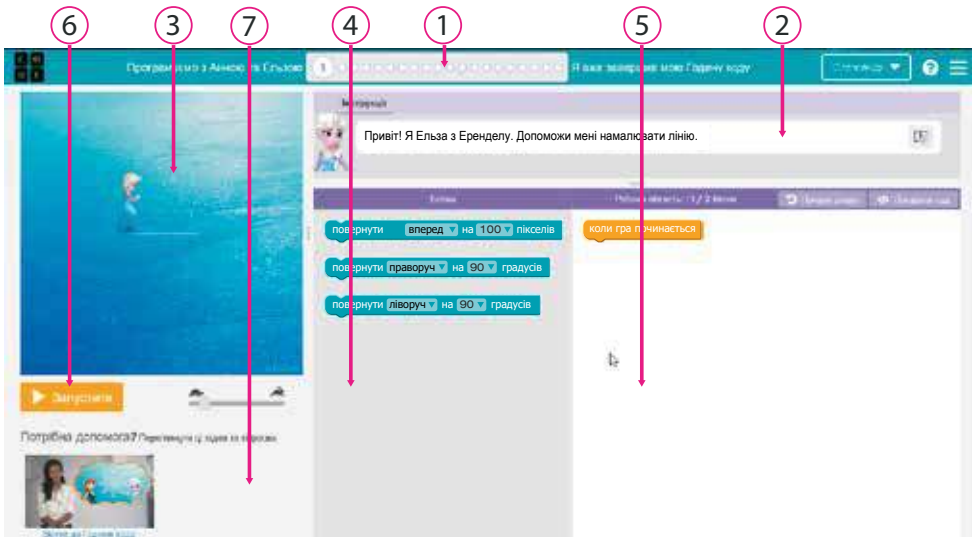 6 3 7 4 1 5 2
Програмуємо з Анною та Ельзою 1 Я вже завершив мою Годину коду
Інструкції
Привіт! Я Ельза з Еренделу. Допоможи мені намалювати лінію.
Блоки
повернути вперед на 100 пікселів
повернути праворуч на 90 градусів
повернути ліворуч на 90 градусів
коли гра починається
Запустити
Потрібна допомога?